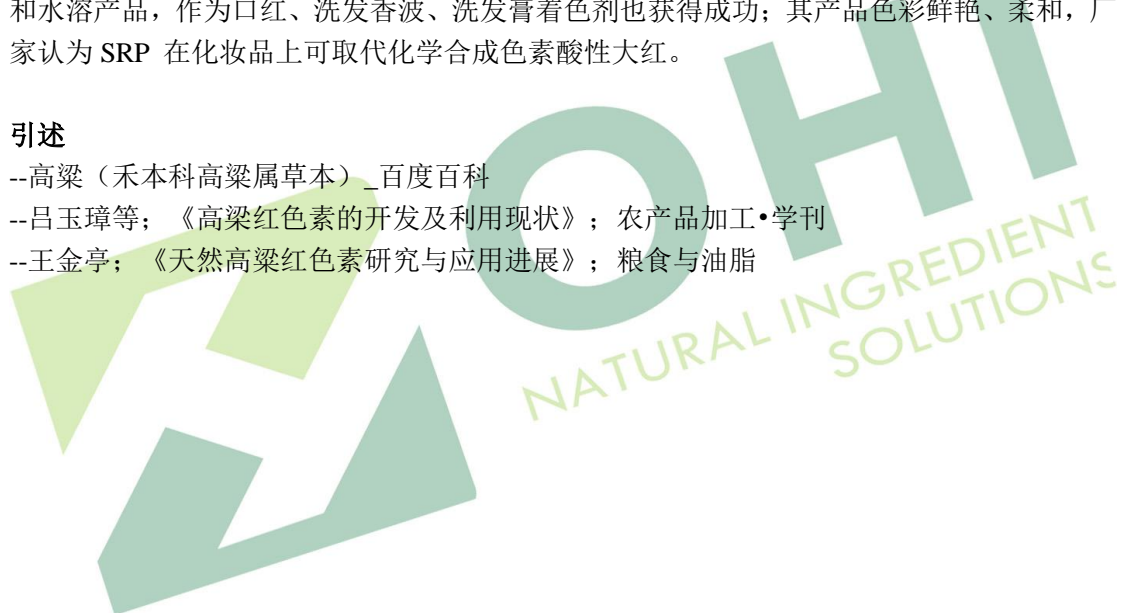 和水溶产品，作为口红、洗发香波、洗发膏着色剂也获得成功；其产品色彩鲜艳、柔和，厂
家认为 SRP 在化妆品上可取代化学合成色素酸性大红。
引述
--高粱（禾本科高粱属草本）_百度百科
--吕玉璋等；《高粱红色素的开发及利用现状》；农产品加工•学刊
--王金亭；《天然高粱红色素研究与应用进展》；粮食与油脂
OHI
NATURAL INGREDIENT
SOLUTIONS